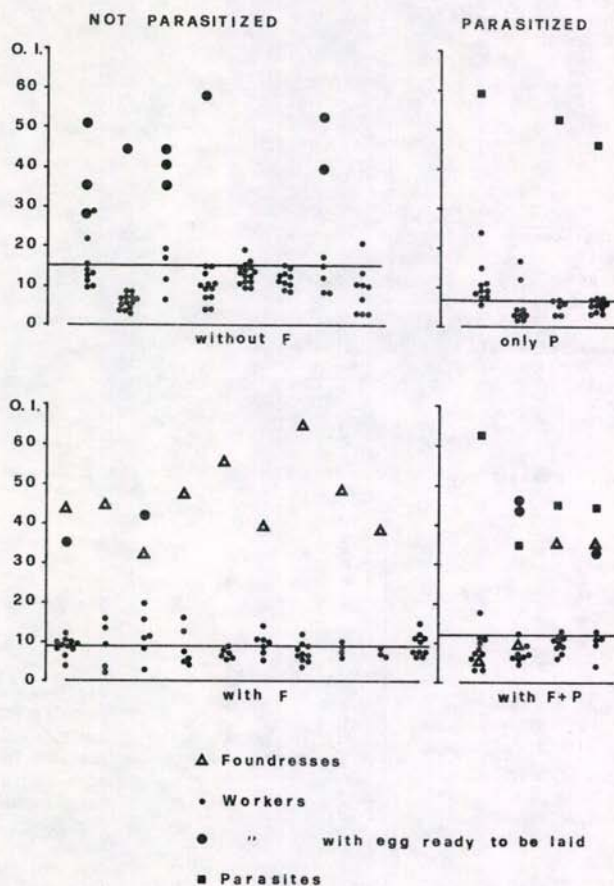 NOT PARASITIZED
PARASITIZED
O. I.
60
50
40
30
20
10
0
without F
only P
O. I.
60
50
40
30
20
10
0
with F
with F+P
Foundresses
Workers
" with egg ready to be laid
Parasites